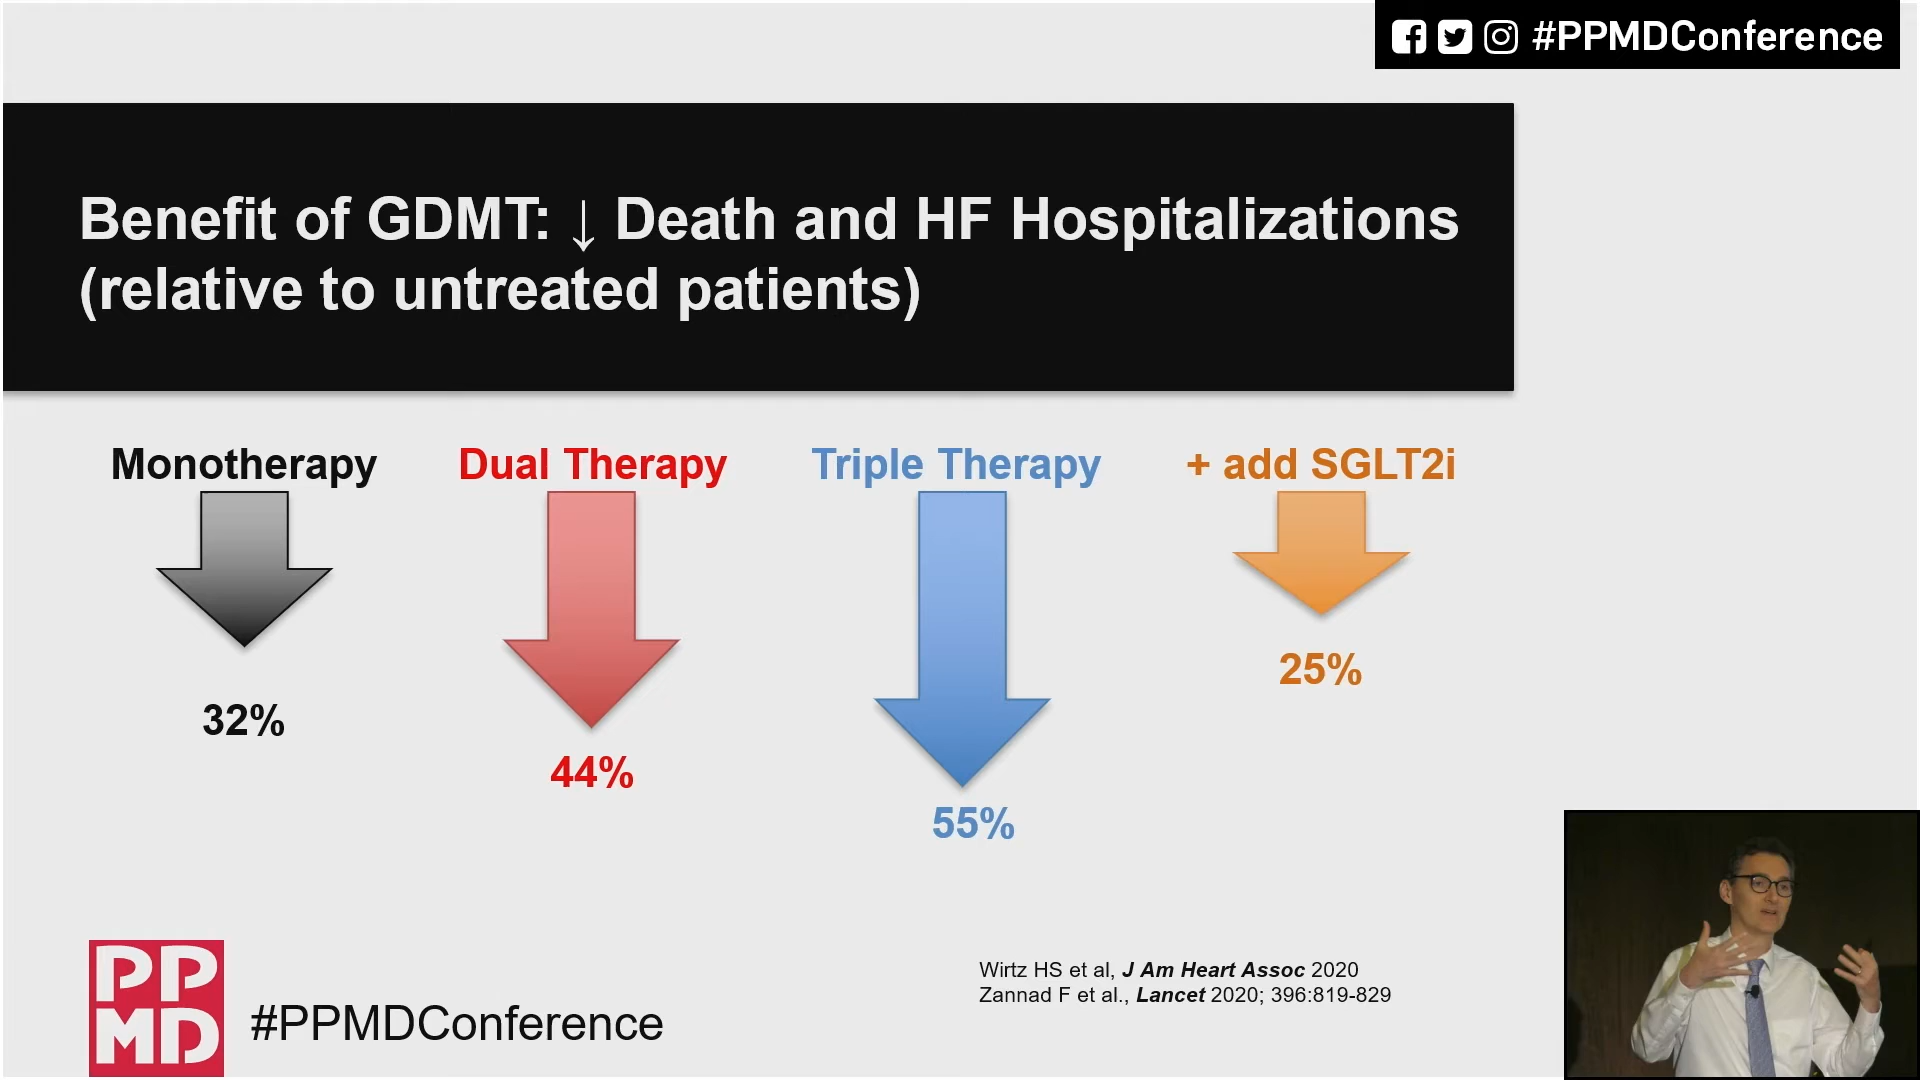 #PPMDConference
Benefit of GDMT: ↓ Death and HF Hospitalizations
(relative to untreated patients)
Monotherapy
Dual Therapy
Triple Therapy
+ add SGLT2i
32%
44%
55%
25%
PP
MD
#PPMDConference
Wirtz HS et al, J Am Heart Assoc 2020
Zannad F et al., Lancet 2020; 396:819-829